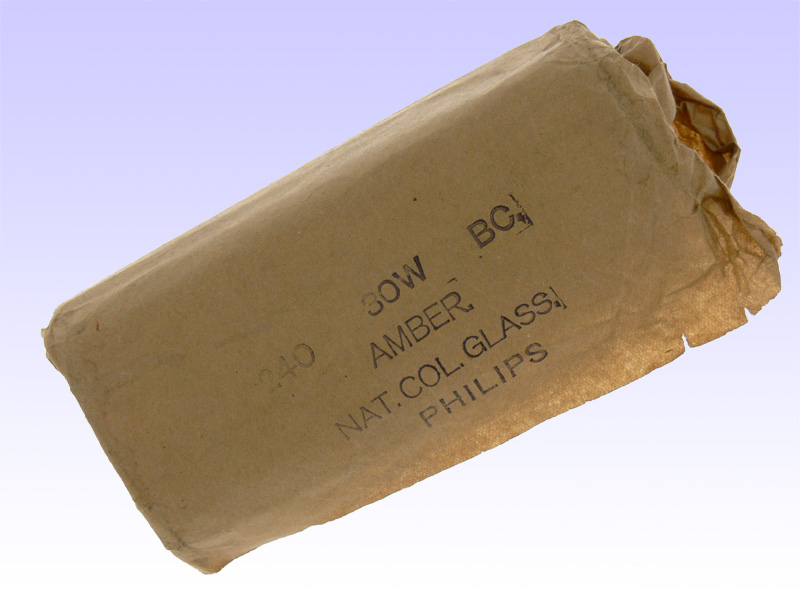 240 30W BC.
AMBER.
NAT. COL. GLASS.
PHILIPS